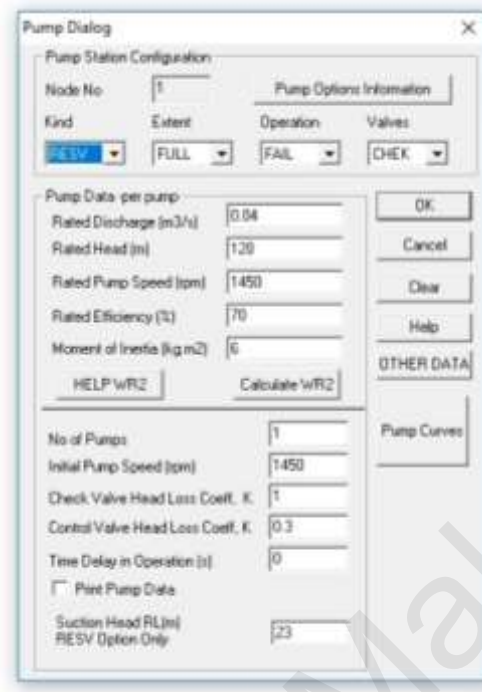 Pump Dialog
Pump Station Configuration
Node No 1 Pump Options Information
Kind Extent Operation Valves
RESV FULL FAIL CHEK
Pump Data per pump
Rated Discharge (m3/s) 0.04
Rated Head (m) 120
Rated Pump Speed (rpm) 1450
Rated Efficiency (%) 70
Moment of Inertia (kg.m2) 6
HELP WR2 Calculate WR2
OK
Cancel
Clear
Help
OTHER DATA
Pump Curves
No of Pumps 1
Initial Pump Speed (rpm) 1450
Check Valve Head Loss Coeff, K 1
Control Valve Head Loss Coeff, K 0.3
Time Delay in Operation (s) 0
Print Pump Data
Suction Head RL(m)
RESV Option Only 23